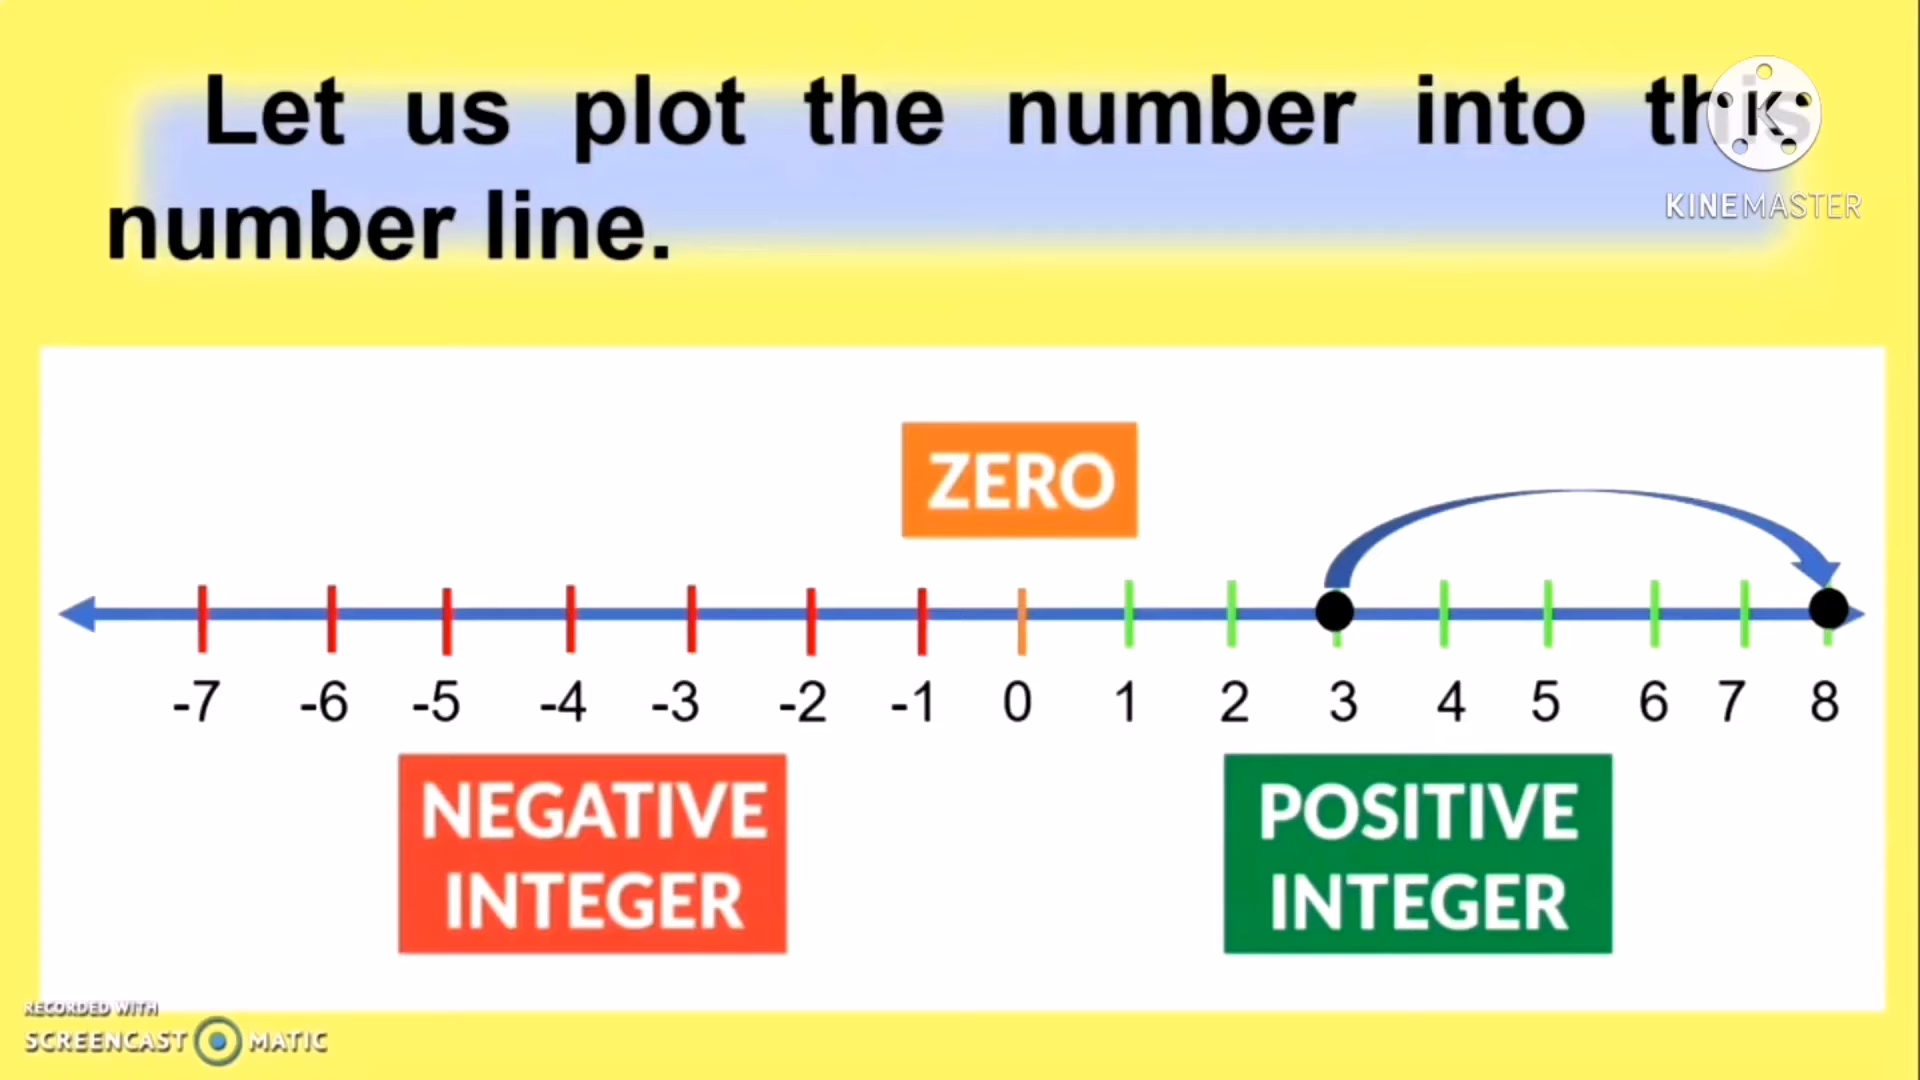 Let us plot the number into this
number line.
K
KINEMASTER
ZERO
-7 -6 -5 -4 -3 -2 -1 0 1 2 3 4 5 6 7 8
NEGATIVE
INTEGER
POSITIVE
INTEGER
RECORDED WITH
SCREENCAST MATIC